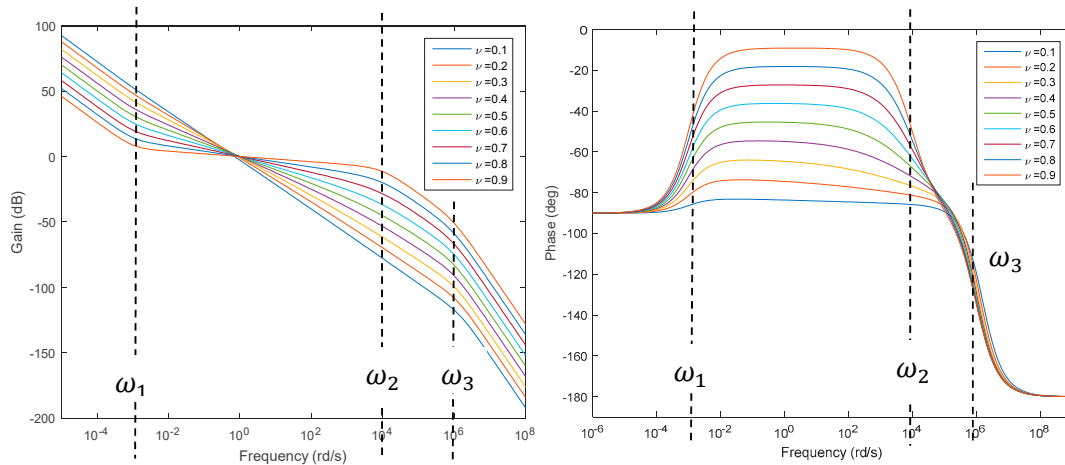 100
50
0
-50
-100
-150
-200
Gain (dB)
10^-4
10^-2
10^0
10^2
10^4
10^6
10^8
Frequency (rd/s)
ν=0.1
ν=0.2
ν=0.3
ν=0.4
ν=0.5
ν=0.6
ν=0.7
ν=0.8
ν=0.9
ω₁
ω₂
ω₃
0
-20
-40
-60
-80
-100
-120
-140
-160
-180
Phase (deg)
10^-6
10^-4
10^-2
10^0
10^2
10^4
10^6
10^8
Frequency (rd/s)
ν=0.1
ν=0.2
ν=0.3
ν=0.4
ν=0.5
ν=0.6
ν=0.7
ν=0.8
ν=0.9
ω₁
ω₂
ω₃